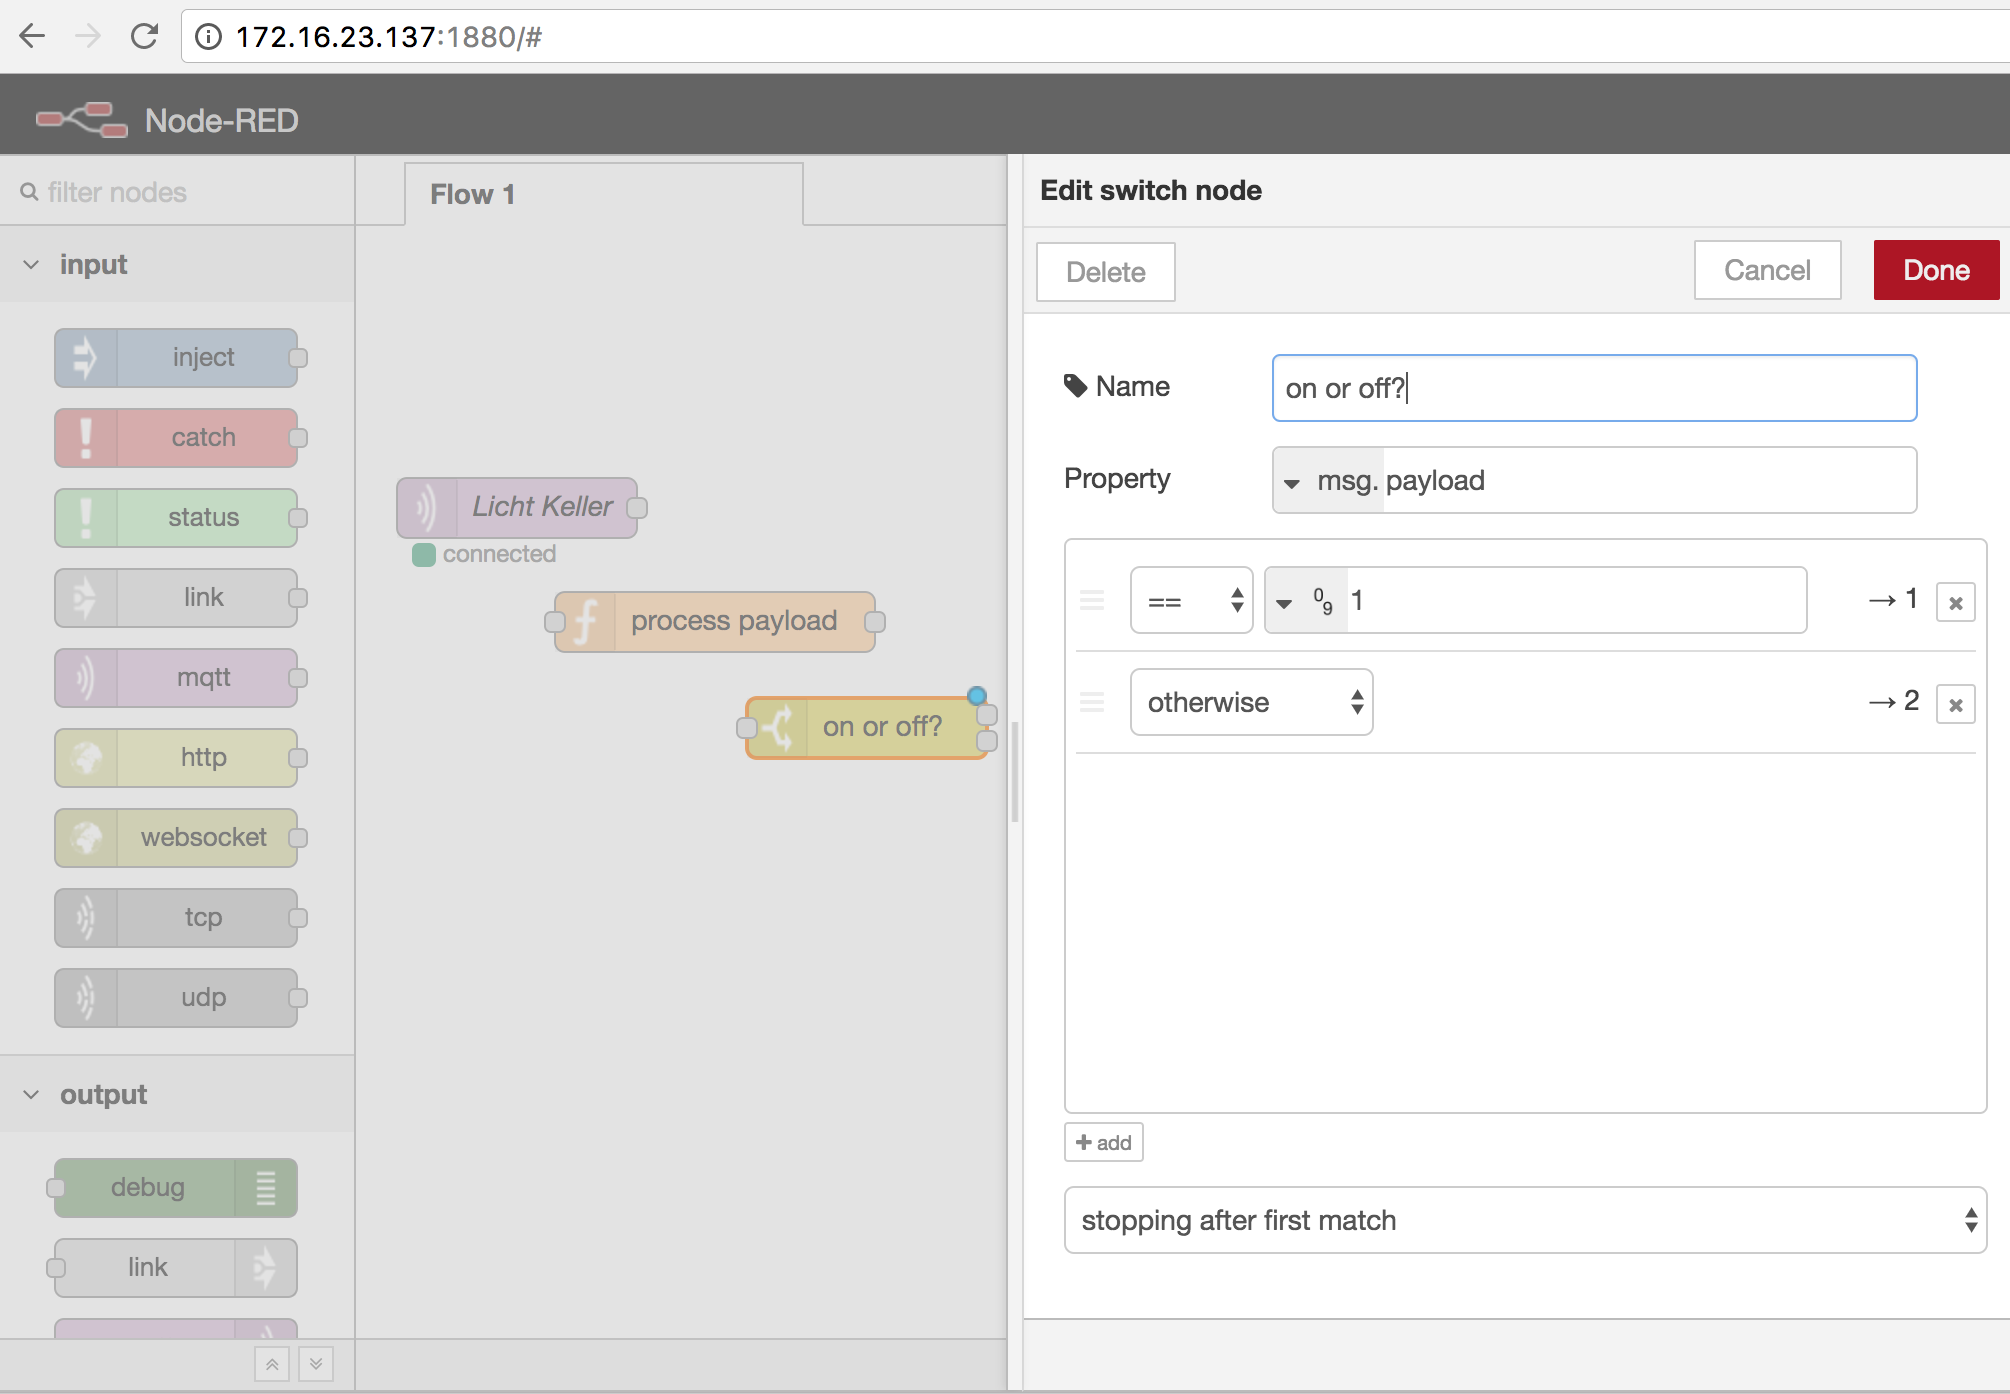 172.16.23.137:1880/#
Node-RED
filter nodes
input
inject
catch
status
link
mqtt
http
websocket
tcp
udp
output
debug
link
Flow 1
Licht Keller
connected
process payload
on or off?
Edit switch node
Delete
Cancel
Done
Name
on or off?
Property
msg. payload
== 09 1 → 1 ×
otherwise → 2 ×
+ add
stopping after first match